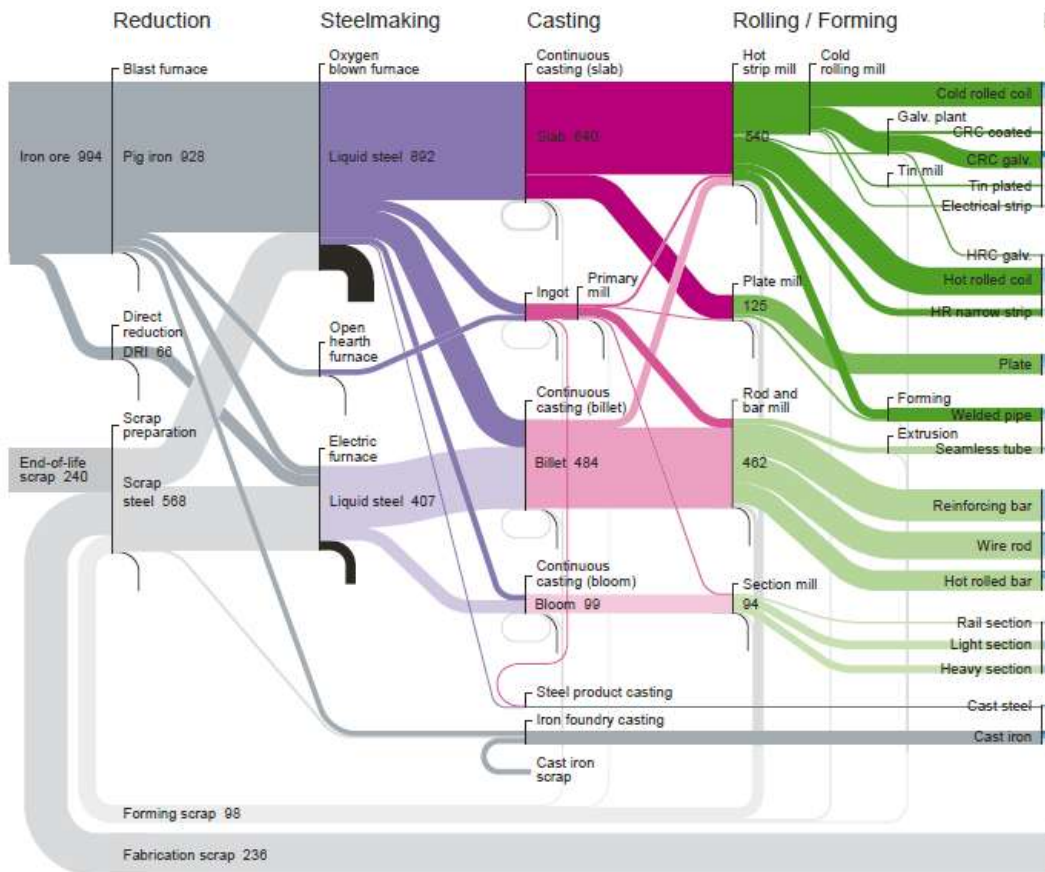 Reduction
Steelmaking
Casting
Rolling / Forming
Blast furnace
Oxygen
blown furnace
Continuous
casting (slab)
Hot
strip mill
Cold
rolling mill
Cold rolled coil
Galv. plant
CRC coated
Iron ore 994
Pig iron 928
Liquid steel 892
Slab 640
540
CRC galv.
Tin mill
Tin plated
Electrical strip
HRC galv.
Ingot
Primary
mill
Plate mill
125
Hot rolled coil
HR narrow strip
Direct
reduction
DRI 66
Open
hearth
furnace
Plate
Scrap
preparation
Continuous
casting (billet)
Rod and
bar mill
Forming
Welded pipe
Extrusion
Seamless tube
Electric
furnace
End-of-life
scrap 240
Scrap
steel 568
Liquid steel 407
Billet 484
462
Reinforcing bar
Wire rod
Hot rolled bar
Continuous
casting (bloom)
Bloom 99
Section mill
94
Rail section
Light section
Heavy section
Steel product casting
Cast steel
Iron foundry casting
Cast iron
Cast iron
scrap
Forming scrap 98
Fabrication scrap 236